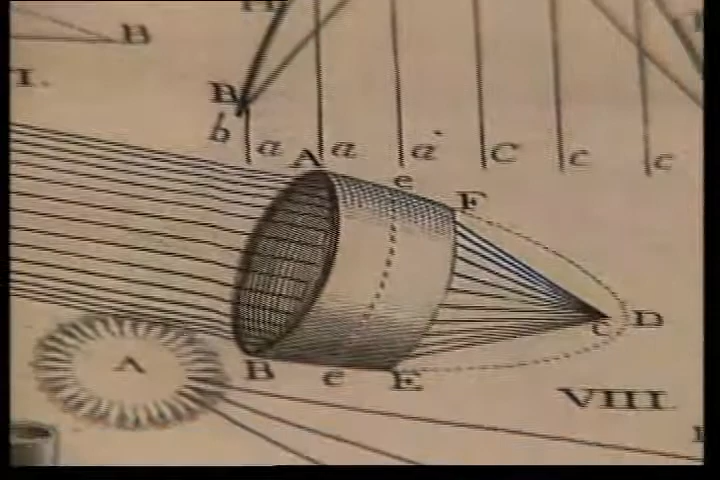 B
I.
B
b a a a C c c
A e F
C D
A
B e E
VIII.